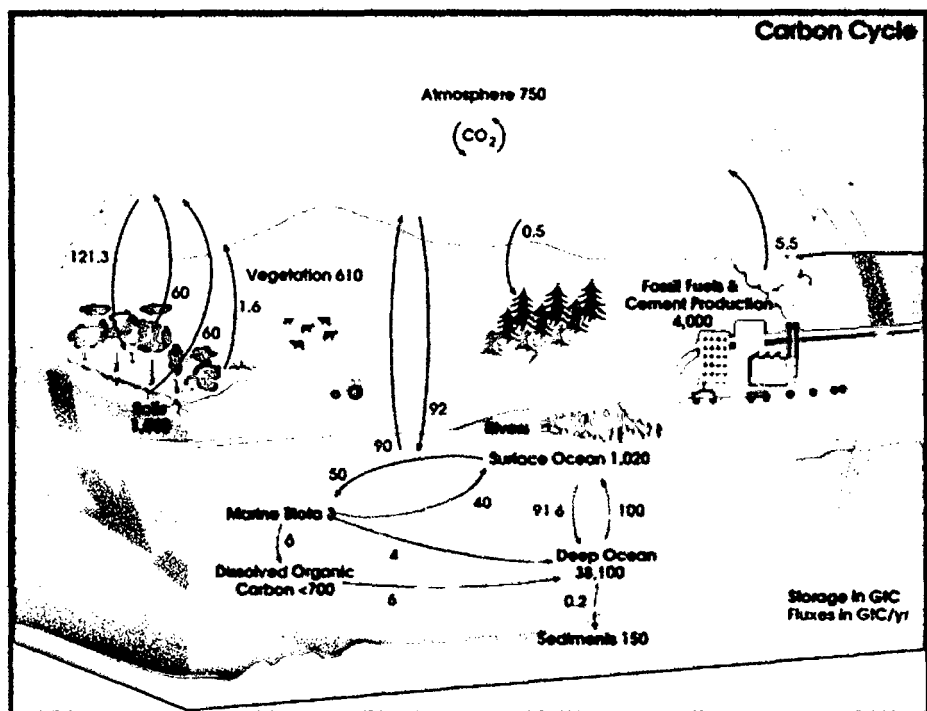 Carbon Cycle
Atmosphere 750
CO₂
121.3
60
60
1.6
Vegetation 610
0.5
5.5
Fossil Fuels &
Cement Production
4,000
Soils
92
90
Rivers
Surface Ocean 1,020
50
40
91.6
100
Marine Biota 3
6
4
Deep Ocean
38,100
Dissolved Organic
Carbon <700
6
0.2
Sediments 150
Storage in GtC
Fluxes in GtC/yr